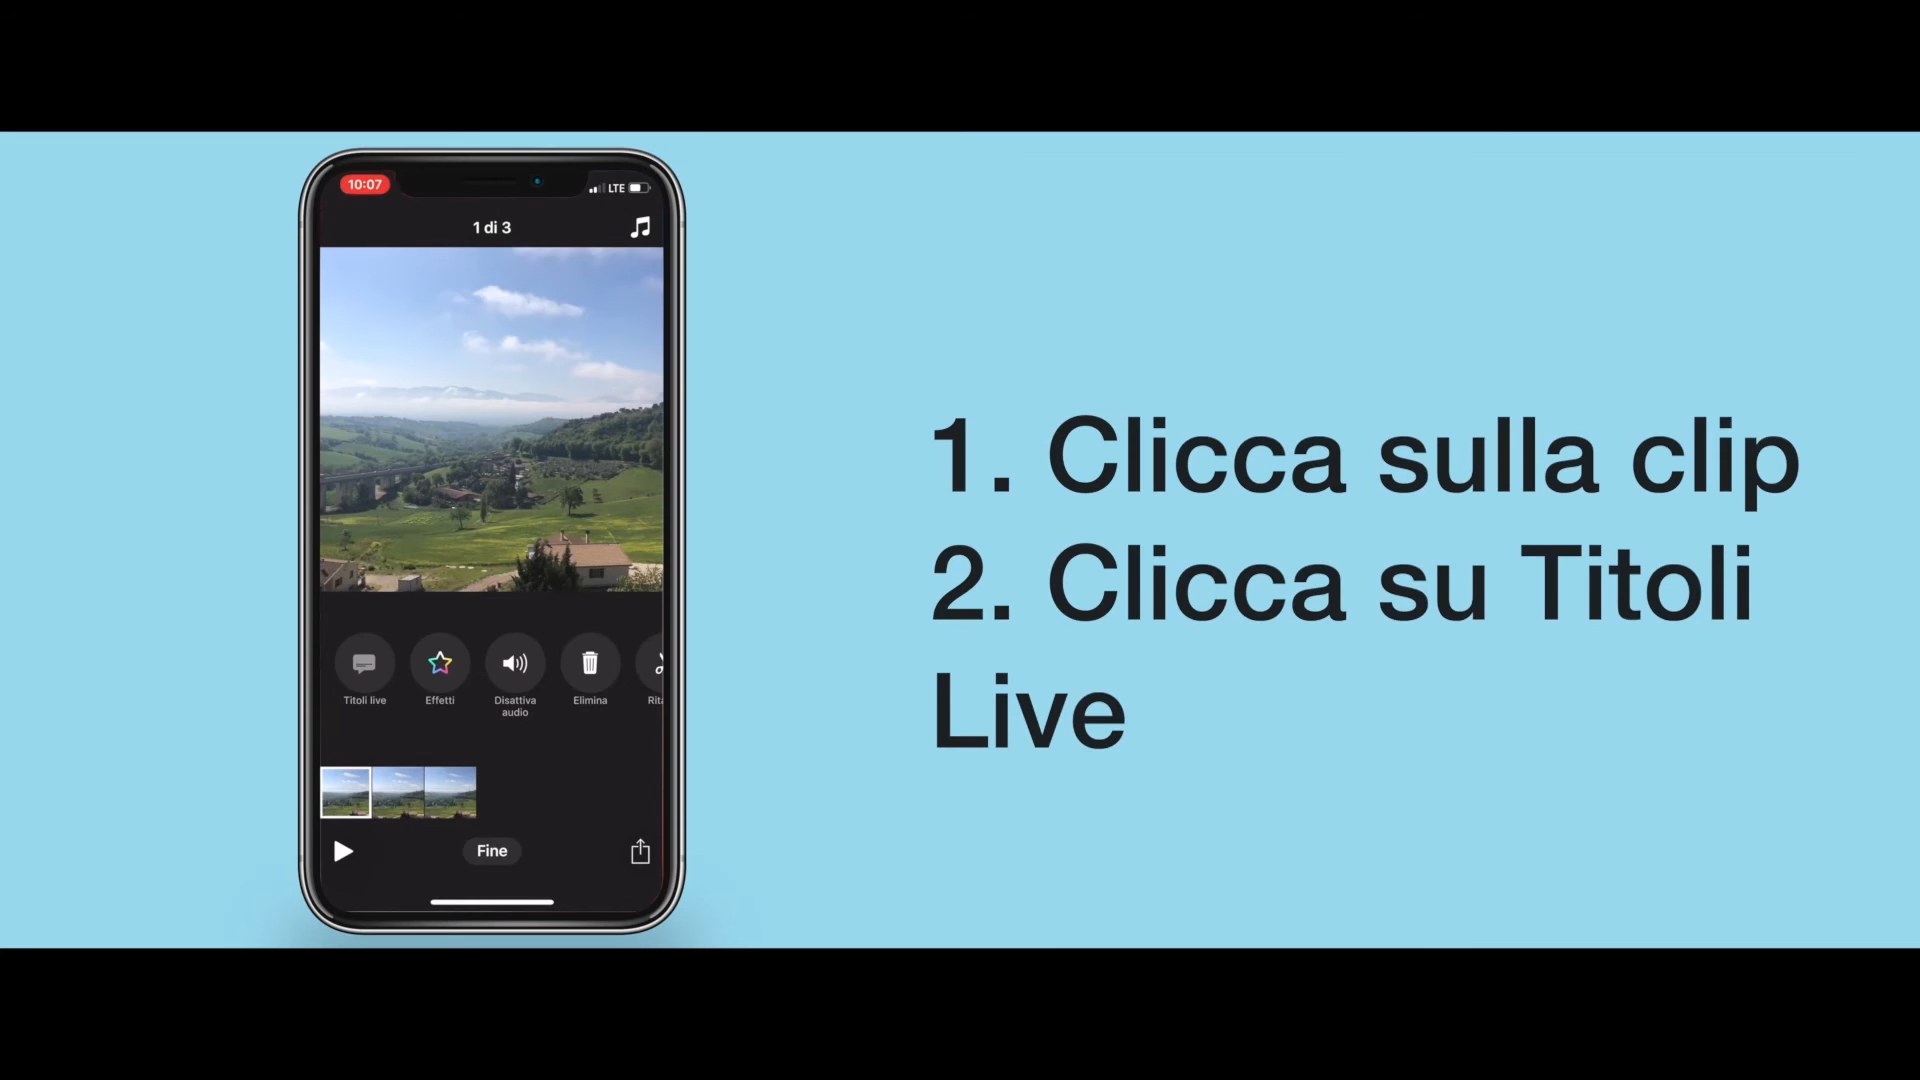 10:07
LTE
1 di 3
Titoli live
Effetti
Disattiva
audio
Elimina
Fine
1. Clicca sulla clip
2. Clicca su Titoli
Live